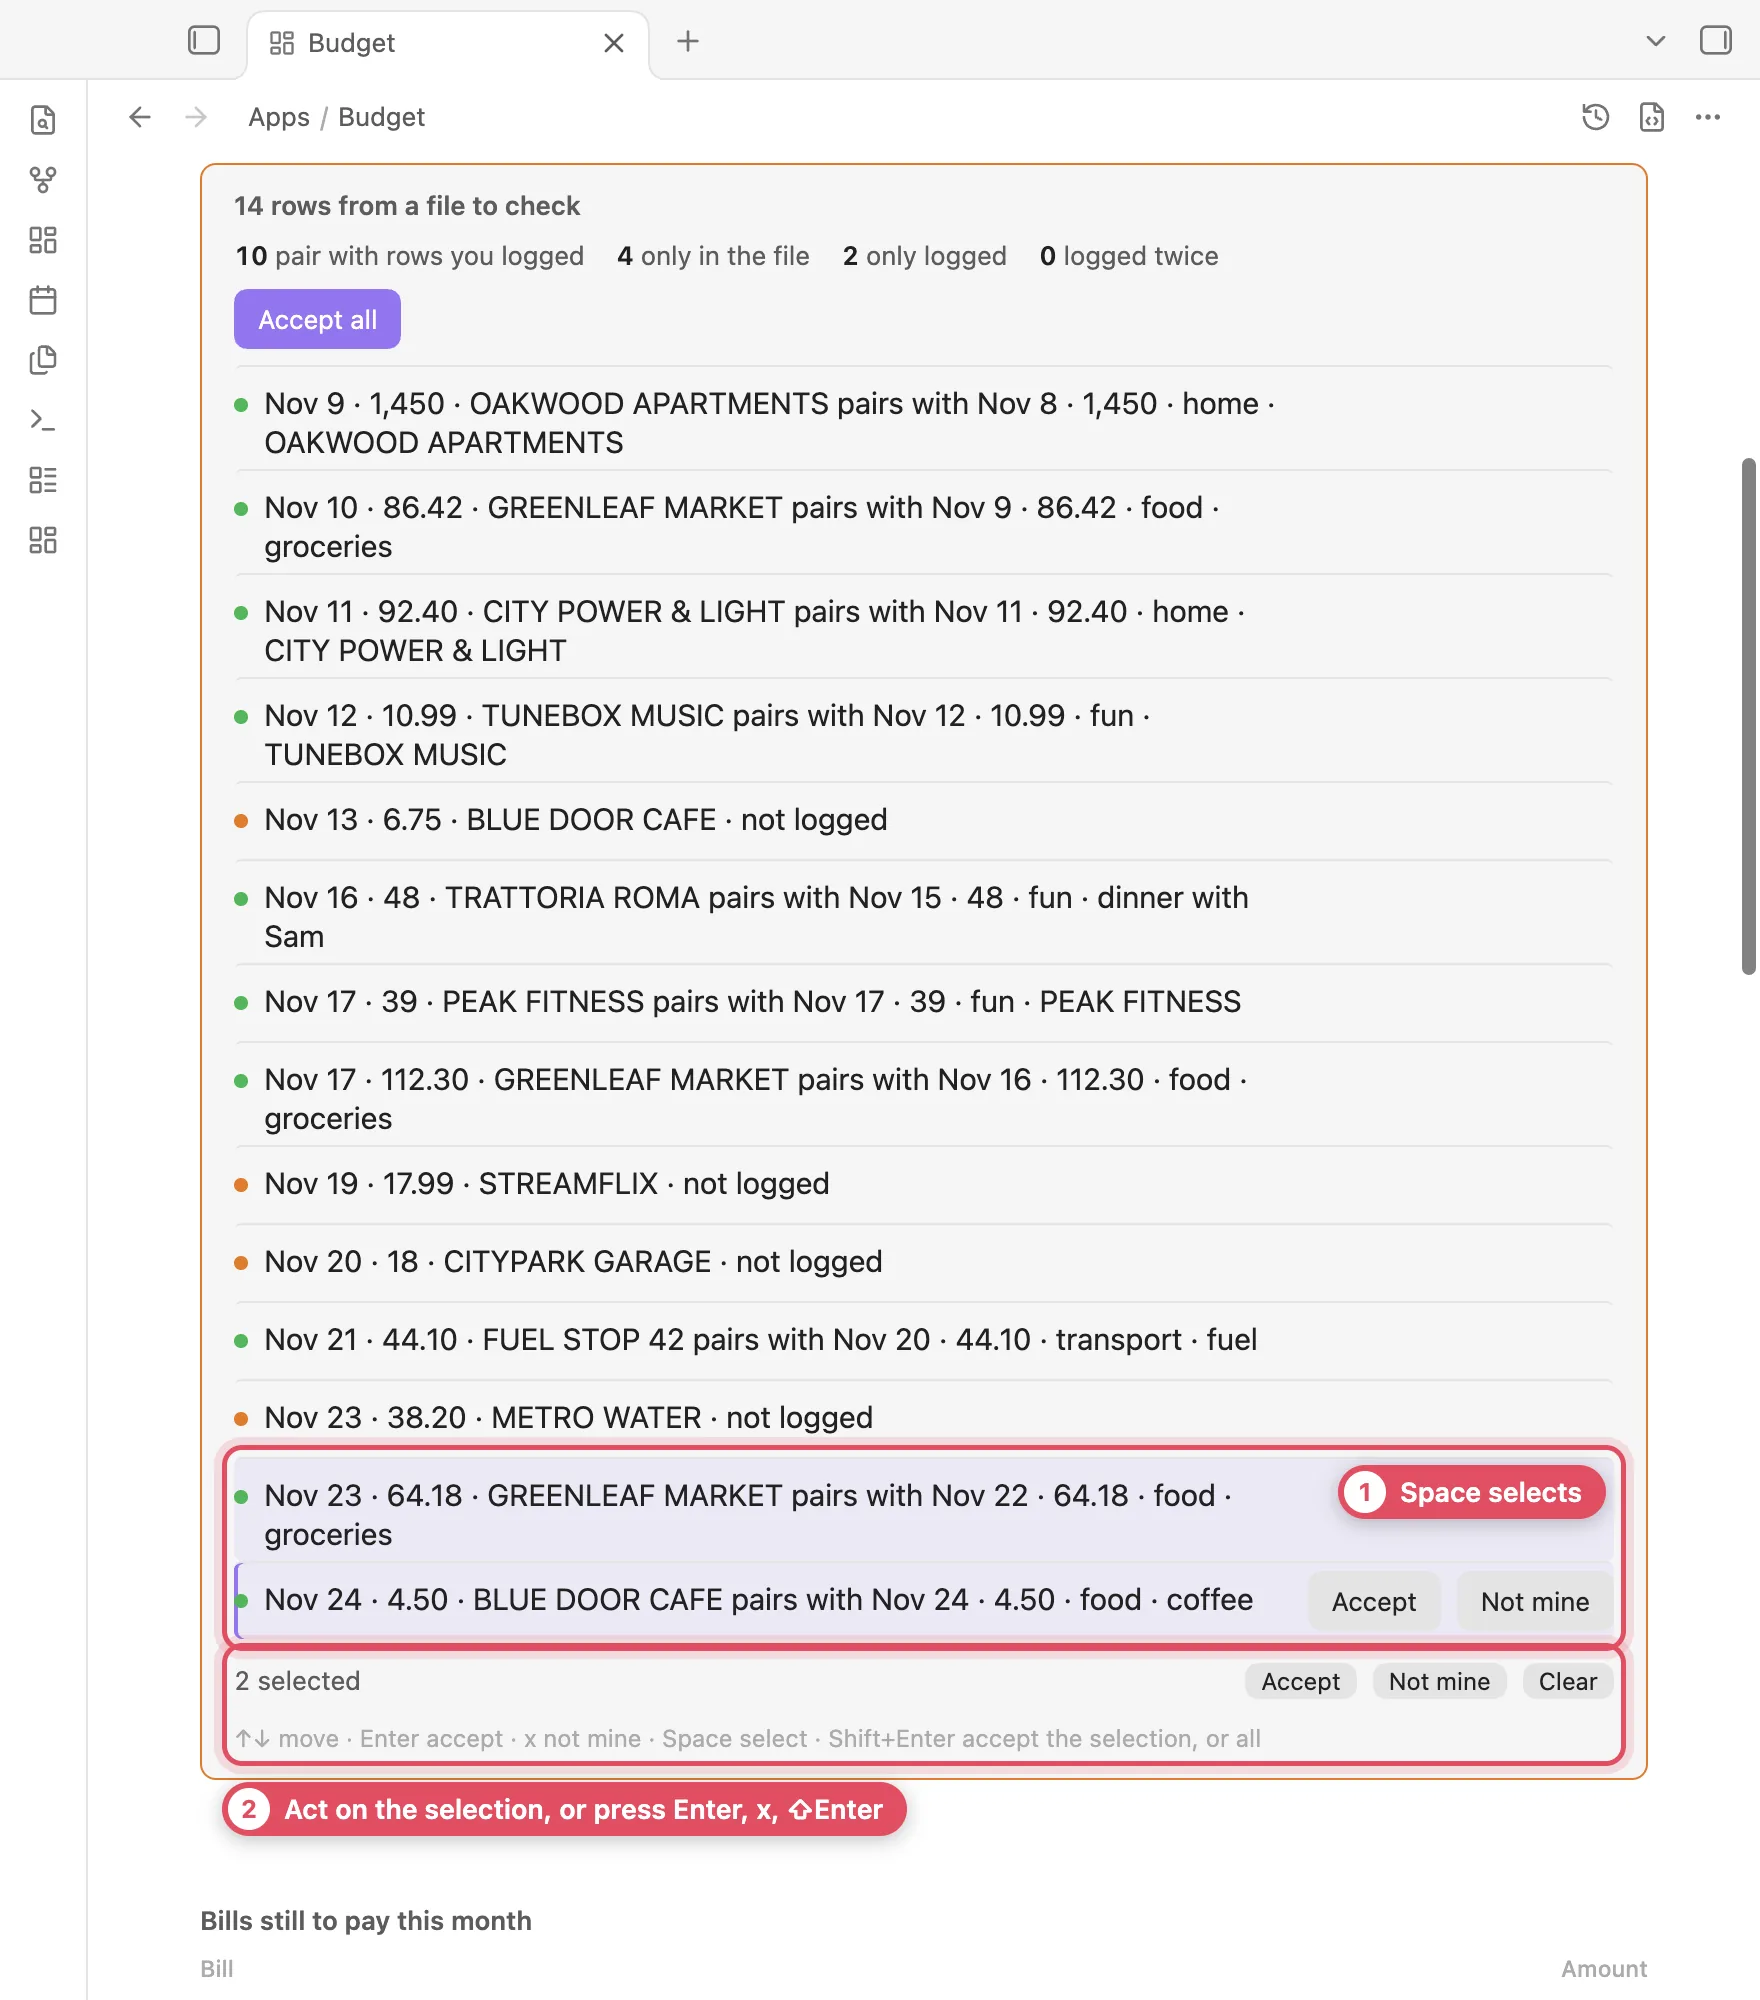 Budget
Apps / Budget
14 rows from a file to check
10 pair with rows you logged 4 only in the file 2 only logged 0 logged twice
Accept all
Nov 9 · 1,450 · OAKWOOD APARTMENTS pairs with Nov 8 · 1,450 · home ·
OAKWOOD APARTMENTS
Nov 10 · 86.42 · GREENLEAF MARKET pairs with Nov 9 · 86.42 · food ·
groceries
Nov 11 · 92.40 · CITY POWER & LIGHT pairs with Nov 11 · 92.40 · home ·
CITY POWER & LIGHT
Nov 12 · 10.99 · TUNEBOX MUSIC pairs with Nov 12 · 10.99 · fun ·
TUNEBOX MUSIC
Nov 13 · 6.75 · BLUE DOOR CAFE · not logged
Nov 16 · 48 · TRATTORIA ROMA pairs with Nov 15 · 48 · fun · dinner with
Sam
Nov 17 · 39 · PEAK FITNESS pairs with Nov 17 · 39 · fun · PEAK FITNESS
Nov 17 · 112.30 · GREENLEAF MARKET pairs with Nov 16 · 112.30 · food ·
groceries
Nov 19 · 17.99 · STREAMFLIX · not logged
Nov 20 · 18 · CITYPARK GARAGE · not logged
Nov 21 · 44.10 · FUEL STOP 42 pairs with Nov 20 · 44.10 · transport · fuel
Nov 23 · 38.20 · METRO WATER · not logged
Nov 23 · 64.18 · GREENLEAF MARKET pairs with Nov 22 · 64.18 · food ·
groceries
1 Space selects
Nov 24 · 4.50 · BLUE DOOR CAFE pairs with Nov 24 · 4.50 · food · coffee
Accept Not mine
2 selected Accept Not mine Clear
↑↓ move · Enter accept · x not mine · Space select · Shift+Enter accept the selection, or all
2 Act on the selection, or press Enter, x, ⇧Enter
Bills still to pay this month
Bill Amount